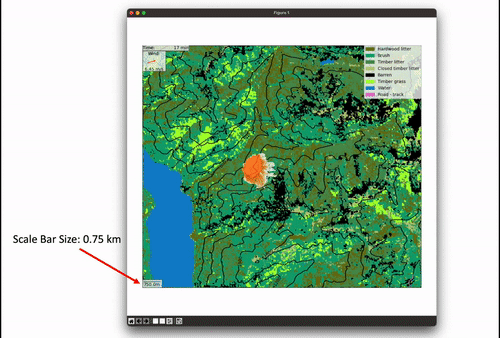 Figure 1
Time: 17 min
Wind
Hardwood litter
Brush
Timber litter
Closed timber litter
Barren
Timber grass
Water
Road - track
Scale Bar Size: 0.75 km
750.0m